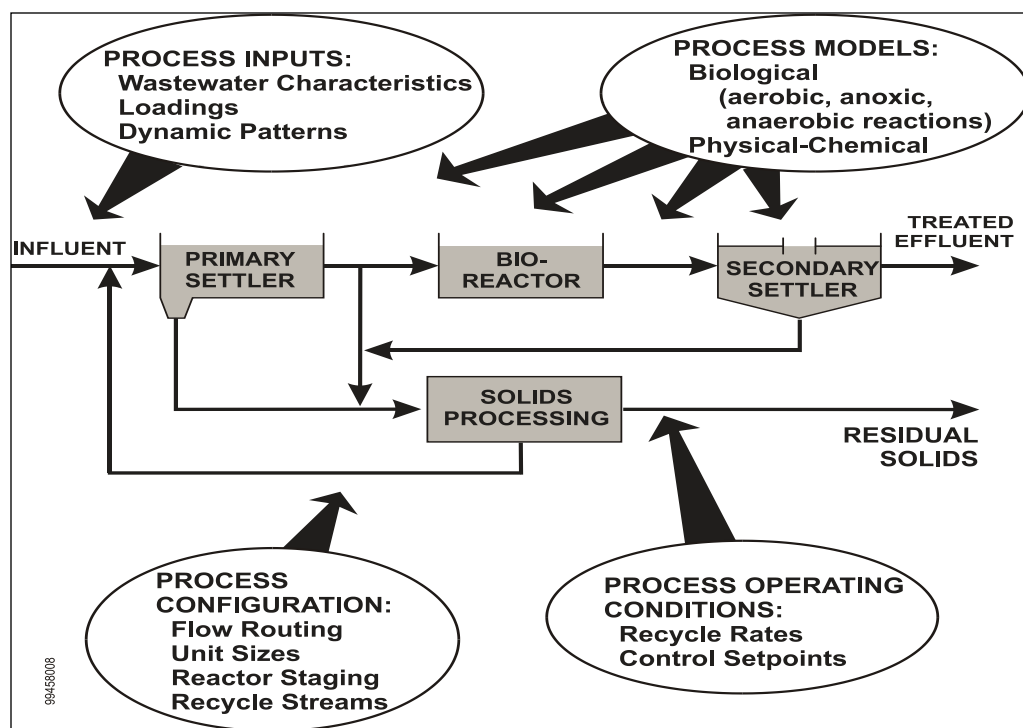 PROCESS INPUTS:
Wastewater Characteristics
Loadings
Dynamic Patterns
PROCESS MODELS:
Biological
(aerobic, anoxic,
anaerobic reactions)
Physical-Chemical
INFLUENT
PRIMARY
SETTLER
BIO-
REACTOR
SECONDARY
SETTLER
TREATED
EFFLUENT
SOLIDS
PROCESSING
RESIDUAL
SOLIDS
PROCESS
CONFIGURATION:
Flow Routing
Unit Sizes
Reactor Staging
Recycle Streams
PROCESS OPERATING
CONDITIONS:
Recycle Rates
Control Setpoints
99458008